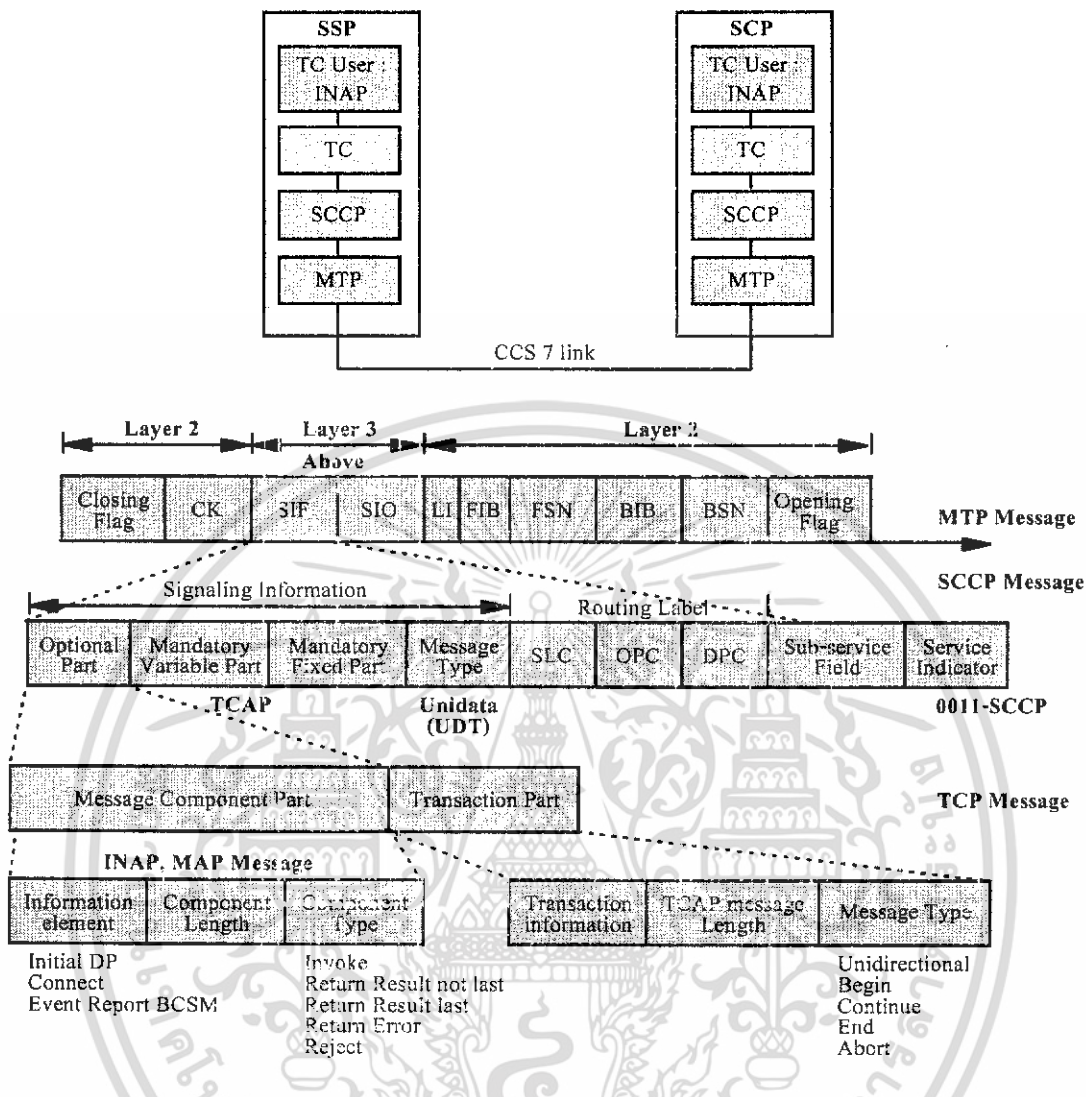 SSP
TC User :
INAP
TC
SCCP
MTP
SCP
TC User :
INAP
TC
SCCP
MTP
CCS 7 link
Layer 2
Layer 3
Above
Layer 2
Closing
Flag
CK
SIF
SIO
LI
FIB
FSN
BIB
BSN
Opening
Flag
MTP Message
SCCP Message
Signaling Information
Routing Label
Optional
Part
Mandatory
Variable Part
Mandatory
Fixed Part
Message
Type
SLC
OPC
DPC
Sub-service
Field
Service
Indicator
TCAP
Unidata
(UDT)
0011-SCCP
Message Component Part
Transaction Part
TCP Message
INAP, MAP Message
Information
element
Component
Length
Component
Type
Transaction
information
TCAP message
Length
Message Type
Initial DP
Connect
Event Report BCSM
Invoke
Return Result not last
Return Result last
Return Error
Reject
Unidirectional
Begin
Continue
End
Abort